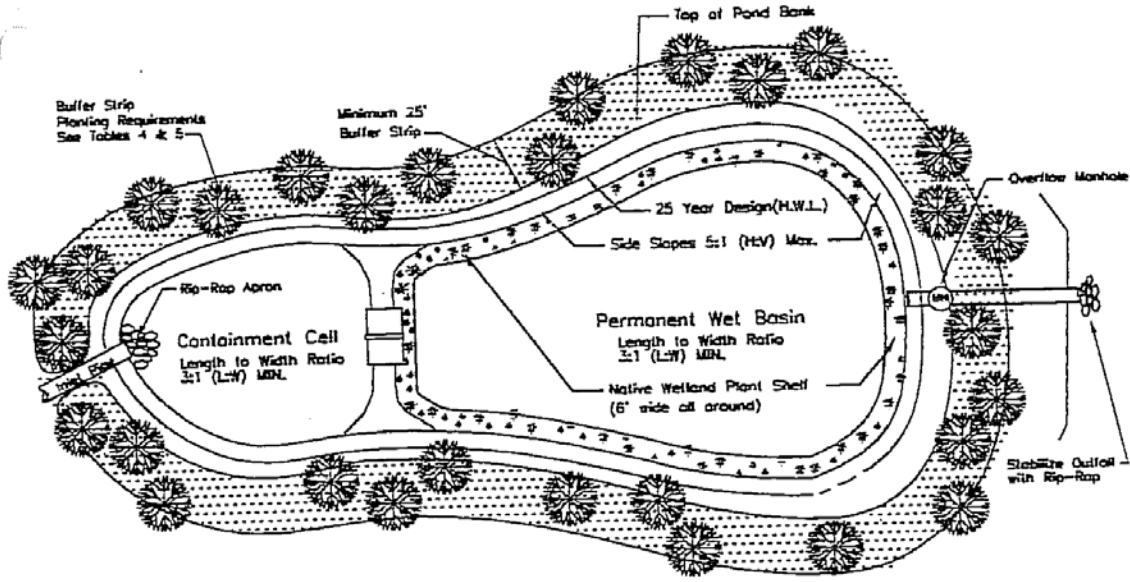 Top of Pond Bank
Buffer Strip
Planting Requirements
See Tables 4 & 5
Minimum 25'
Buffer Strip
Overflow Manhole
25 Year Design(H.W.L.)
Side Slopes 5:1 (H:V) Max.
Rip-Rap Apron
Containment Cell
Length to Width Ratio
3:1 (L:W) MIN.
Permanent Wet Basin
Length to Width Ratio
3:1 (L:W) MIN.
MH
Inlet Pipe
Native Wetland Plant Shelf
(6' wide all around)
Stabilize Outfall
with Rip-Rap